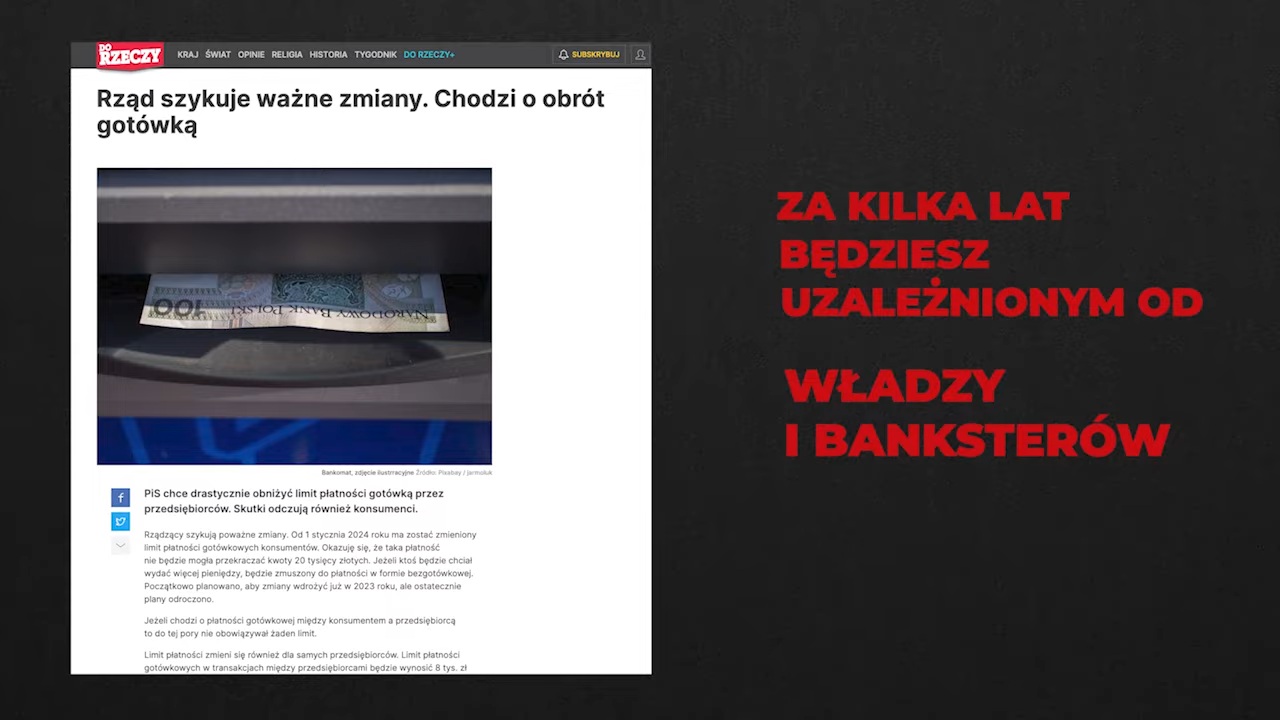 DO RZECZY
KRAJ ŚWIAT OPINIE RELIGIA HISTORIA TYGODNIK DO RZECZY+
SUBSKRYBUJ
Rząd szykuje ważne zmiany. Chodzi o obrót
gotówką
100
NARODOWY BANK POLSKI
Bankomat, zdjęcie ilustracyjne Źródło: Pixabay / jarmoluk
PiS chce drastycznie obniżyć limit płatności gotówką przez
przedsiębiorców. Skutki odczują również konsumenci.
Rządzący szykują poważne zmiany. Od 1 stycznia 2024 roku ma zostać zmieniony
limit płatności gotówkowych konsumentów. Okazuję się, że taka płatność
nie będzie mogła przekraczać kwoty 20 tysięcy złotych. Jeżeli ktoś będzie chciał
wydać więcej pieniędzy, będzie zmuszony do płatności w formie bezgotówkowej.
Początkowo planowano, aby zmiany wdrożyć już w 2023 roku, ale ostatecznie
plany odroczono.
Jeżeli chodzi o płatności gotówkowej między konsumentem a przedsiębiorcą
to do tej pory nie obowiązywał żaden limit.
Limit płatności zmieni się również dla samych przedsiębiorców. Limit płatności
gotówkowych w transakcjach między przedsiębiorcami będzie wynosić 8 tys. zł
ZA KILKA LAT
BĘDZIESZ
UZALEŻNIONYM OD
WŁADZY
I BANKSTERÓW